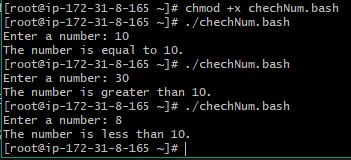 [root@ip-172-31-8-165 ~]# chmod +x chechNum.bash
[root@ip-172-31-8-165 ~]# ./chechNum.bash
Enter a number: 10
The number is equal to 10.
[root@ip-172-31-8-165 ~]# ./chechNum.bash
Enter a number: 30
The number is greater than 10.
[root@ip-172-31-8-165 ~]# ./chechNum.bash
Enter a number: 8
The number is less than 10.
[root@ip-172-31-8-165 ~]#